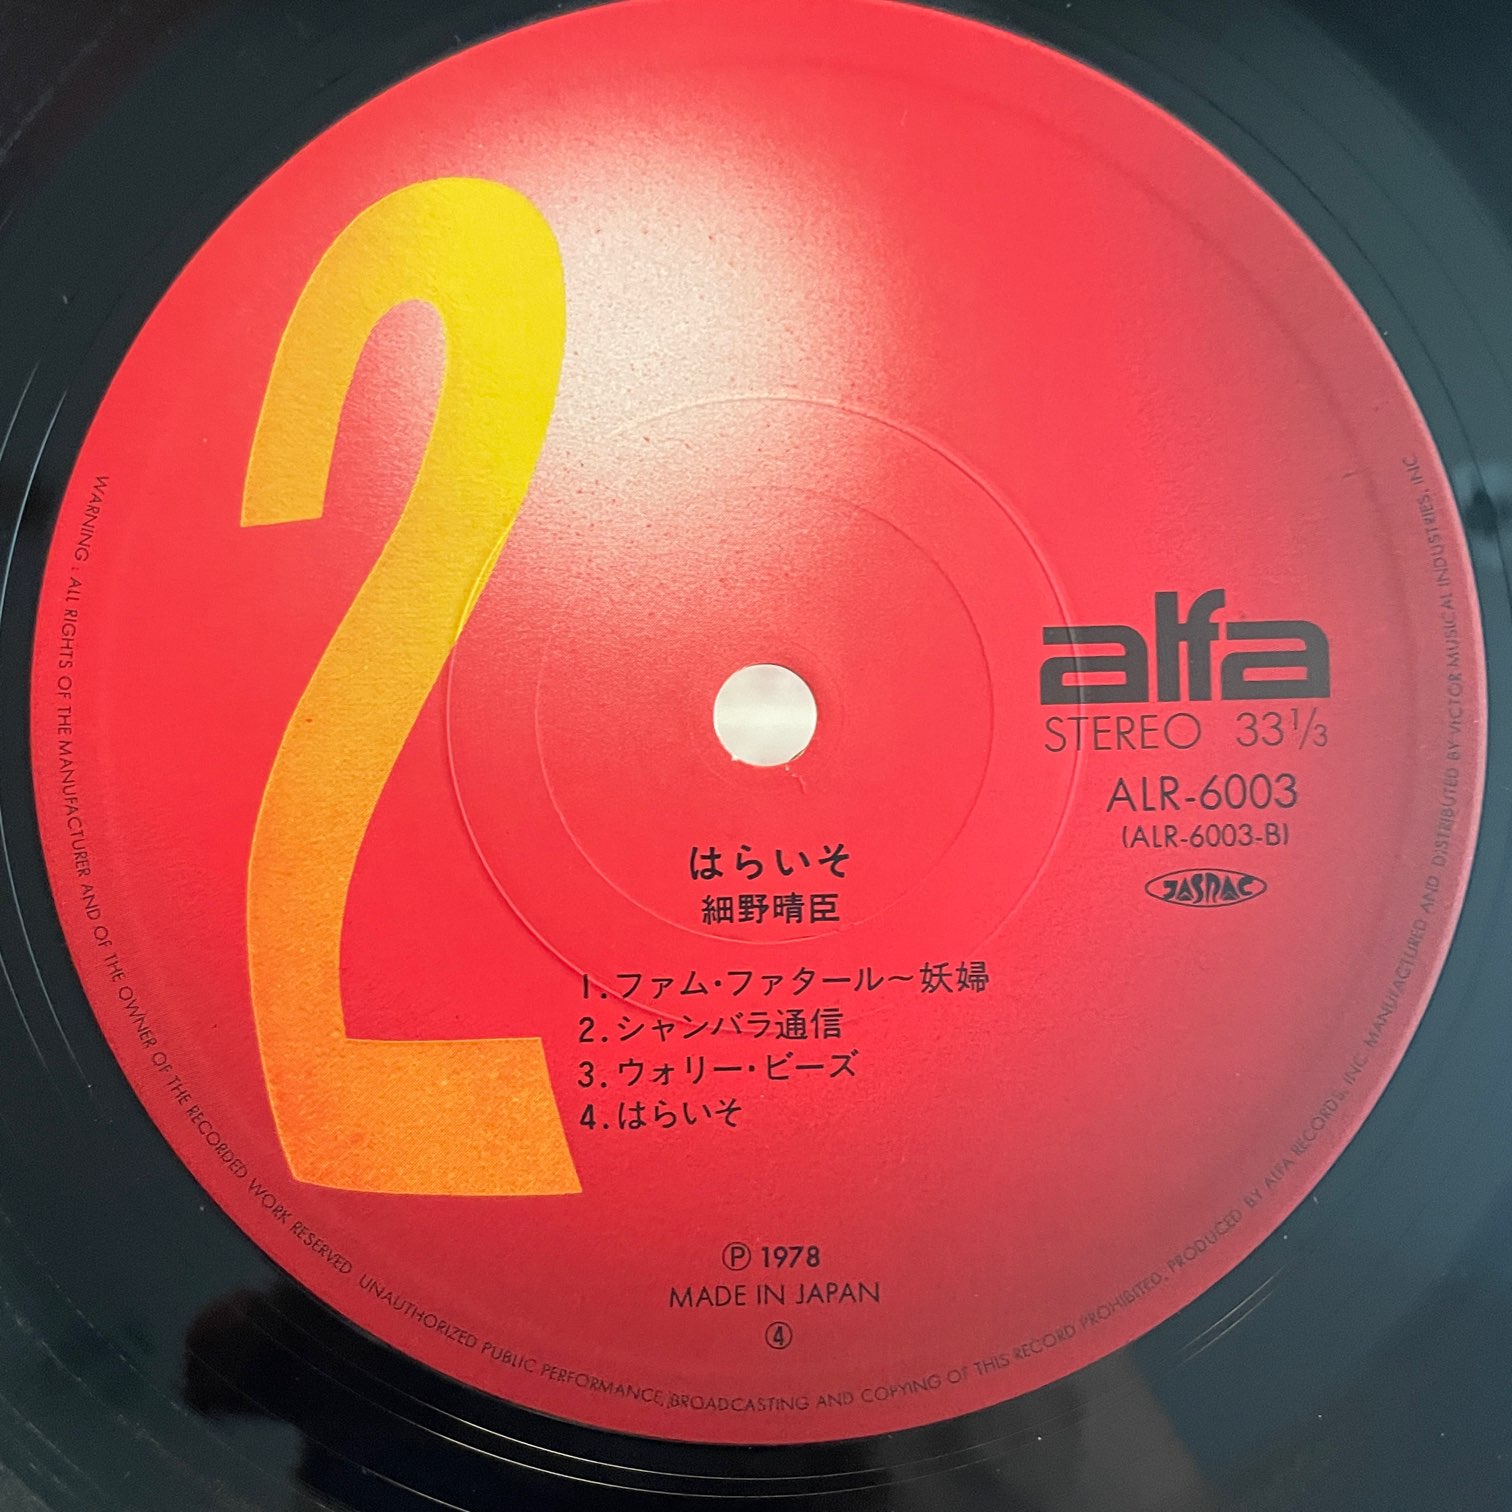 2
alfa
STEREO 33⅓
ALR-6003
(ALR-6003-B)
JASRAC
はらいそ
細野晴臣
1.ファム・ファタール〜妖婦
2.シャンバラ通信
3.ウォリー・ビーズ
4.はらいそ
Ⓟ 1978
MADE IN JAPAN
④
WARNING : ALL RIGHTS OF THE MANUFACTURER AND OF THE OWNER OF THE RECORDED WORK RESERVED UNAUTHORIZED PUBLIC PERFORMANCE, BROADCASTING AND COPYING OF THIS RECORD PROHIBITED. PRODUCED BY ALFA RECORDS, INC. MANUFACTURED AND DISTRIBUTED BY VICTOR MUSICAL INDUSTRIES, INC